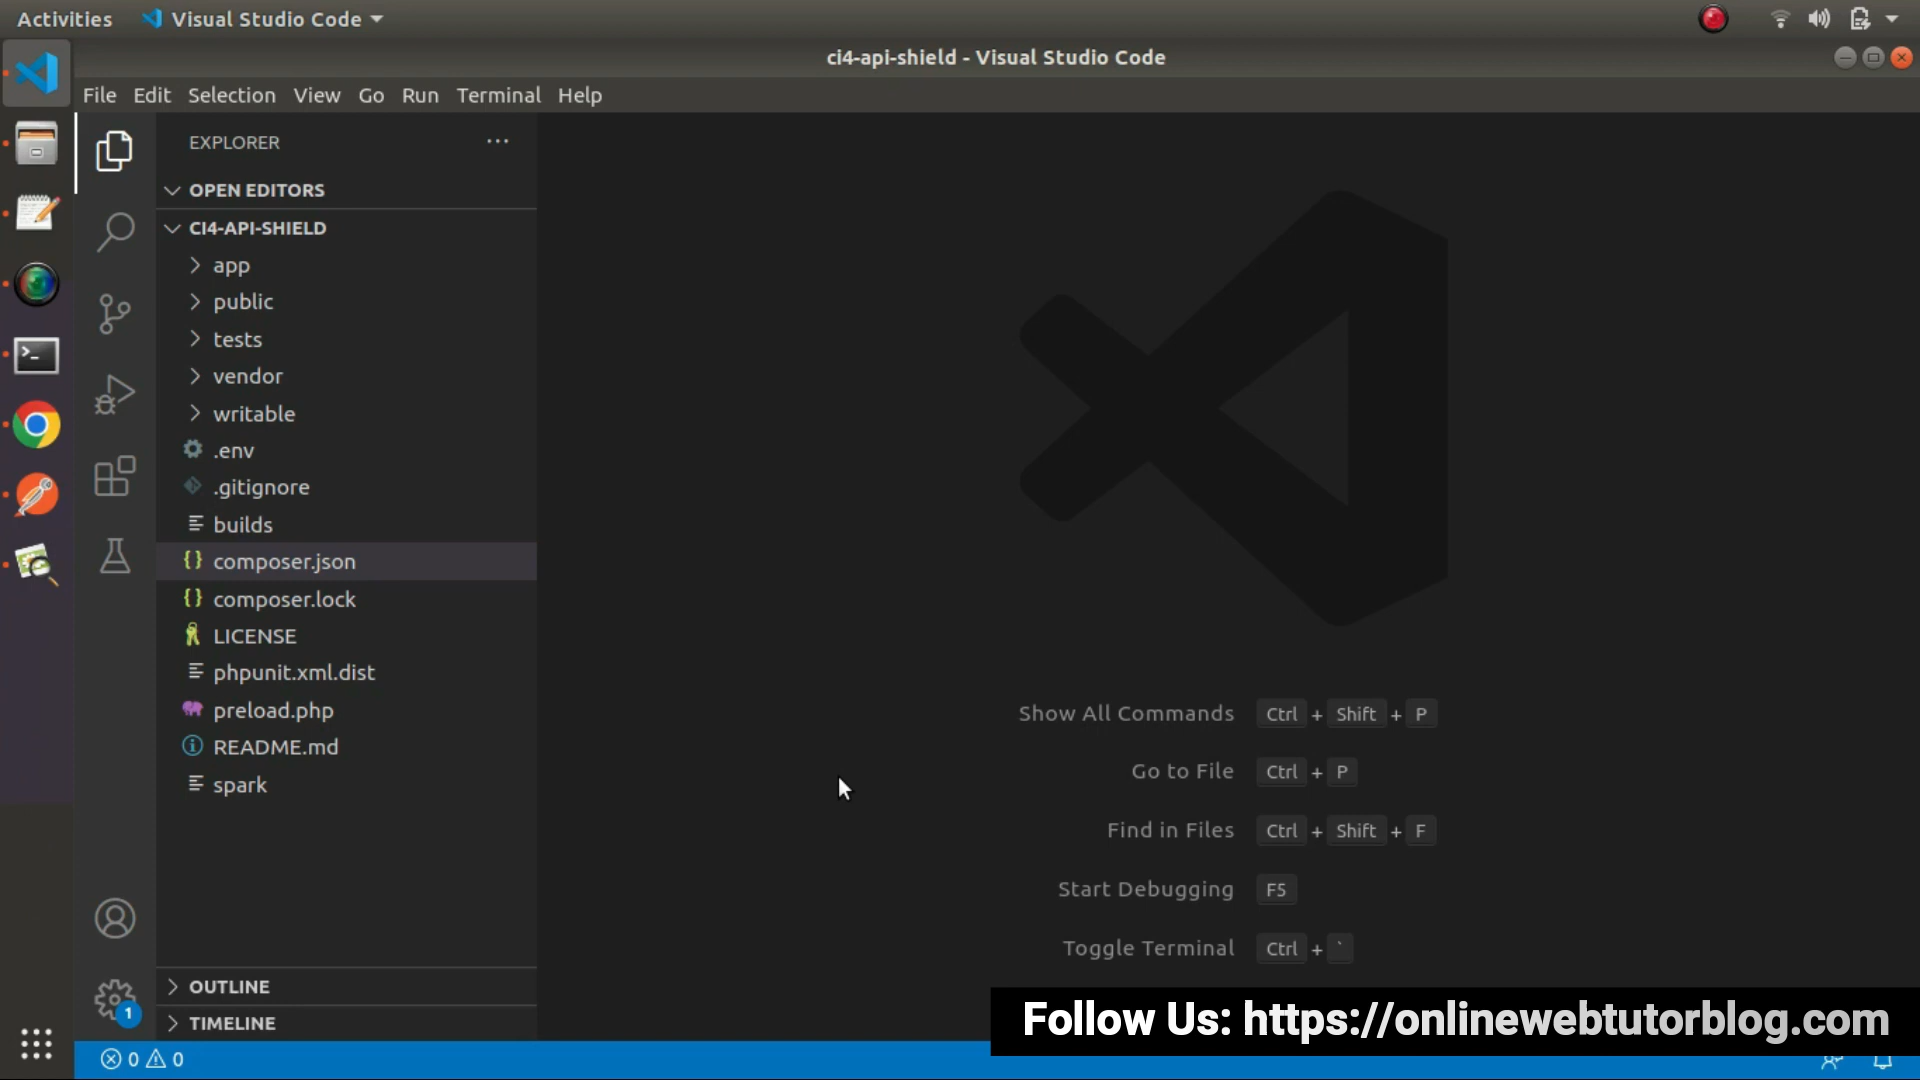 Activities
Visual Studio Code
ci4-api-shield - Visual Studio Code
File Edit Selection View Go Run Terminal Help
EXPLORER
OPEN EDITORS
CI4-API-SHIELD
app
public
tests
vendor
writable
.env
.gitignore
builds
{} composer.json
{} composer.lock
LICENSE
phpunit.xml.dist
preload.php
README.md
spark
OUTLINE
TIMELINE
Show All Commands Ctrl + Shift + P
Go to File Ctrl + P
Find in Files Ctrl + Shift + F
Start Debugging F5
Toggle Terminal Ctrl + `
1
0 0
Follow Us: https://onlinewebtutorblog.com